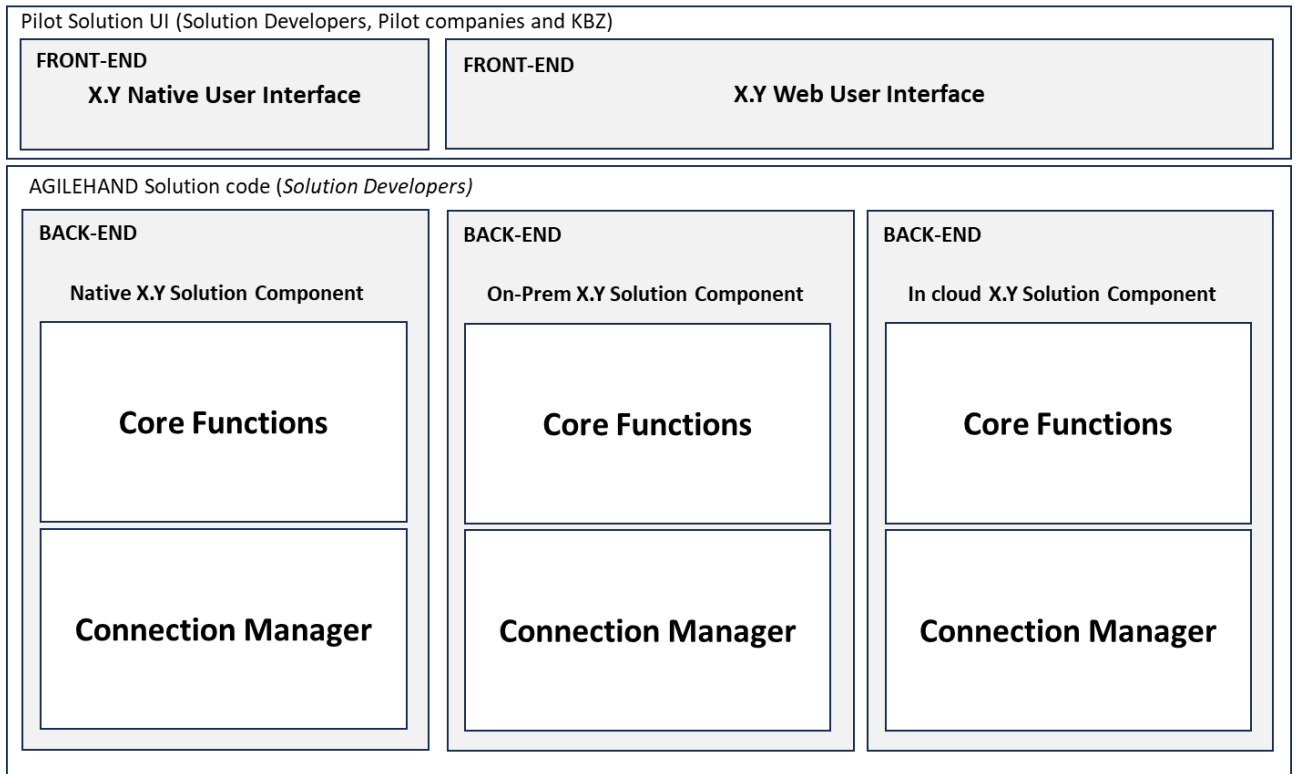 Pilot Solution UI (Solution Developers, Pilot companies and KBZ)
FRONT-END
X.Y Native User Interface
FRONT-END
X.Y Web User Interface
AGILEHAND Solution code (Solution Developers)
BACK-END
Native X.Y Solution Component
Core Functions
Connection Manager
BACK-END
On-Prem X.Y Solution Component
Core Functions
Connection Manager
BACK-END
In cloud X.Y Solution Component
Core Functions
Connection Manager